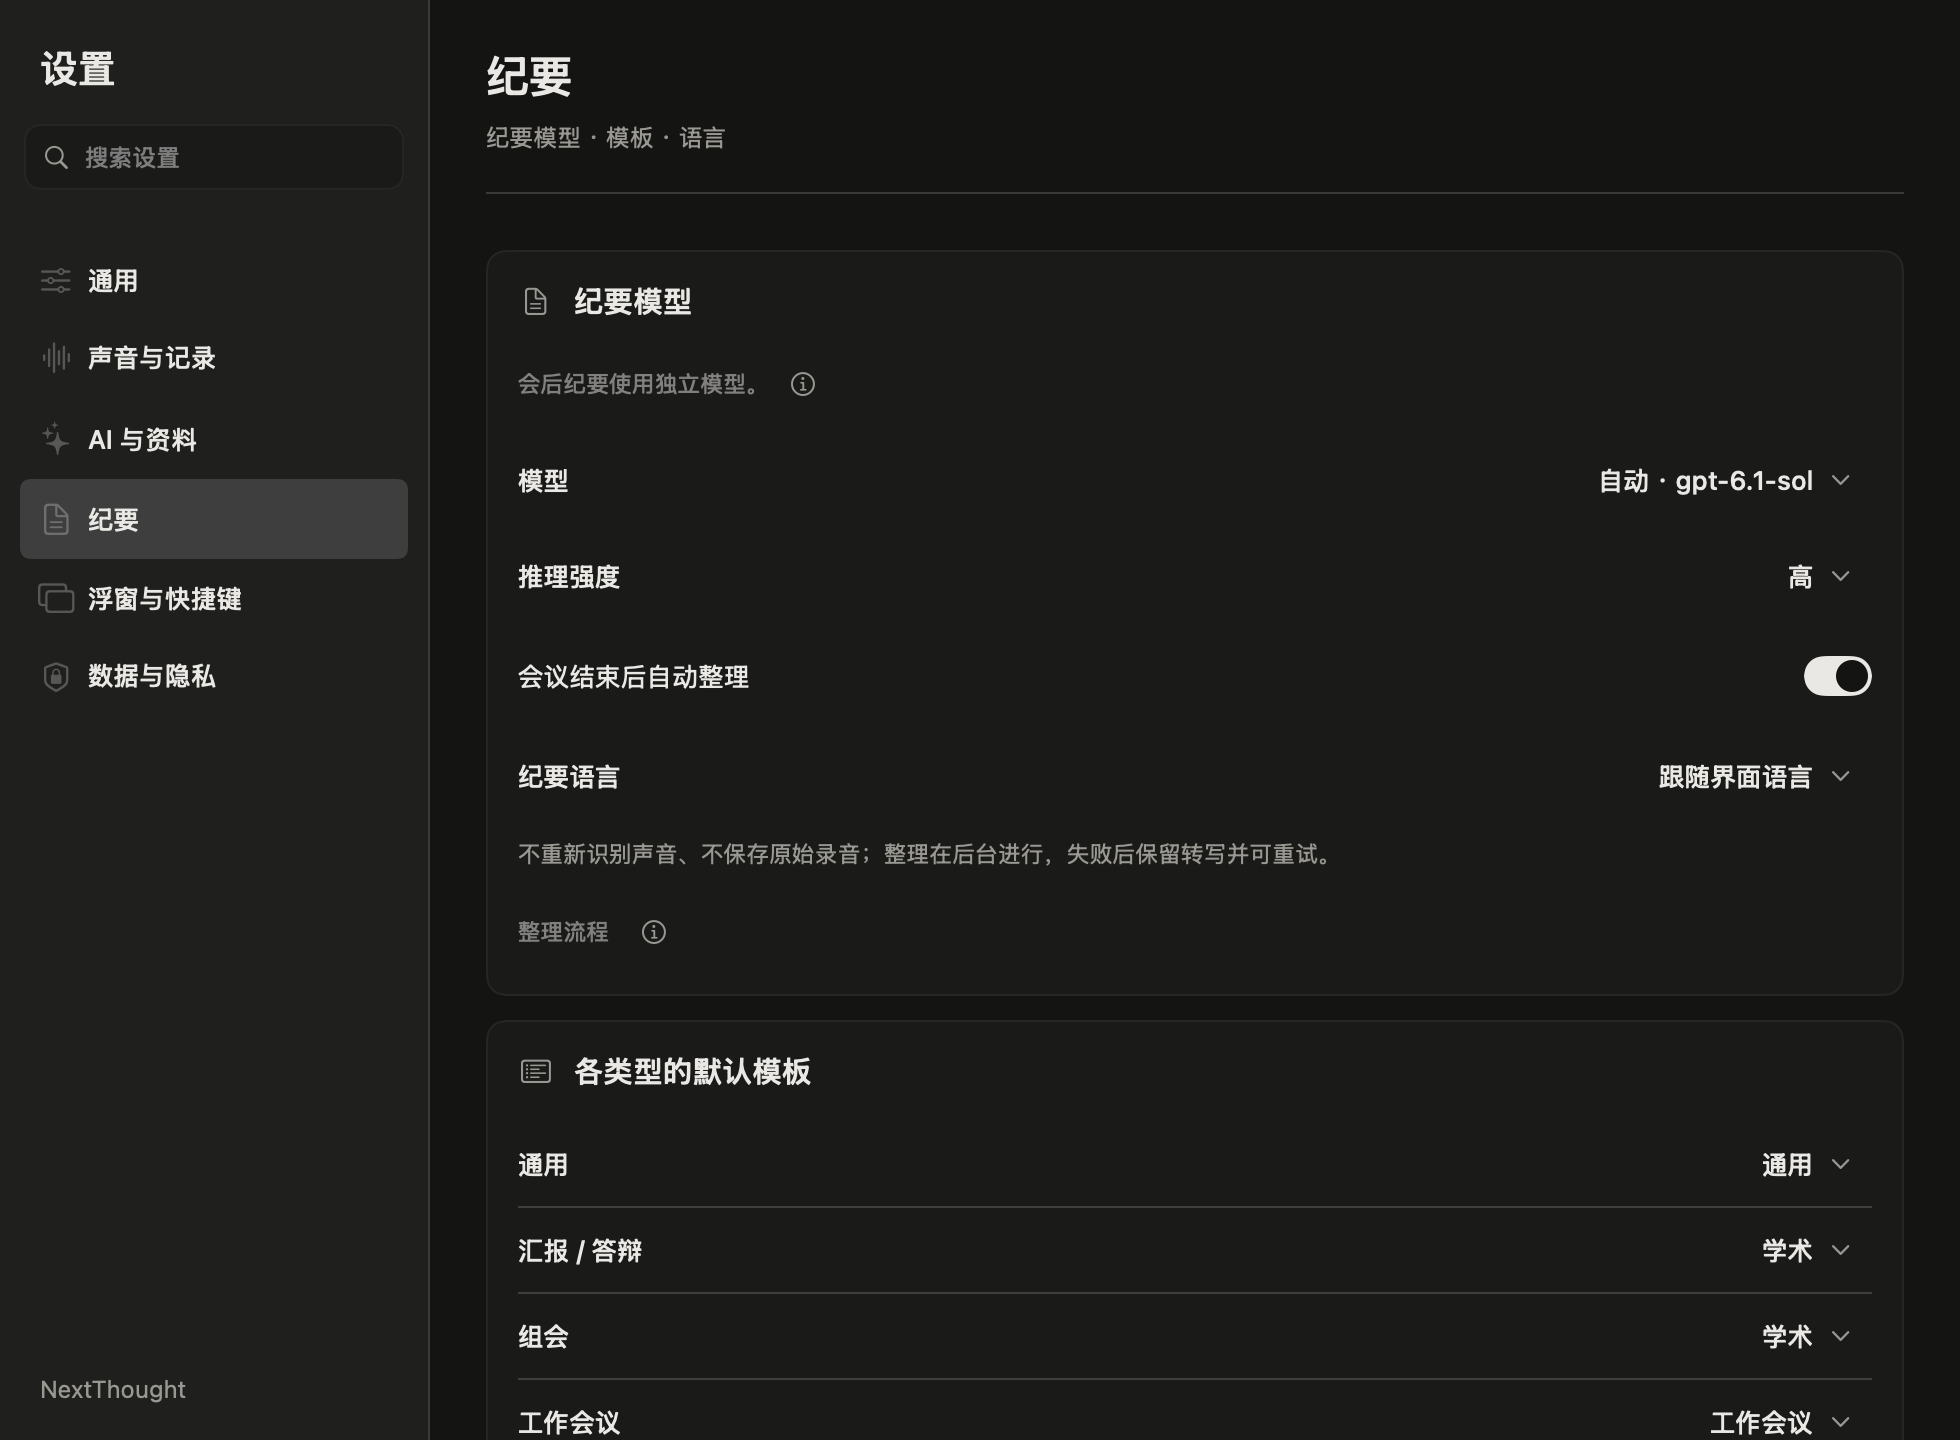 设置
搜索设置
通用
声音与记录
AI 与资料
纪要
浮窗与快捷键
数据与隐私
NextThought
纪要
纪要模型 · 模板 · 语言
纪要模型
会后纪要使用独立模型。
模型 自动 · gpt-6.1-sol
推理强度 高
会议结束后自动整理
纪要语言 跟随界面语言
不重新识别声音、不保存原始录音；整理在后台进行，失败后保留转写并可重试。
整理流程
各类型的默认模板
通用 通用
汇报 / 答辩 学术
组会 学术
工作会议 工作会议